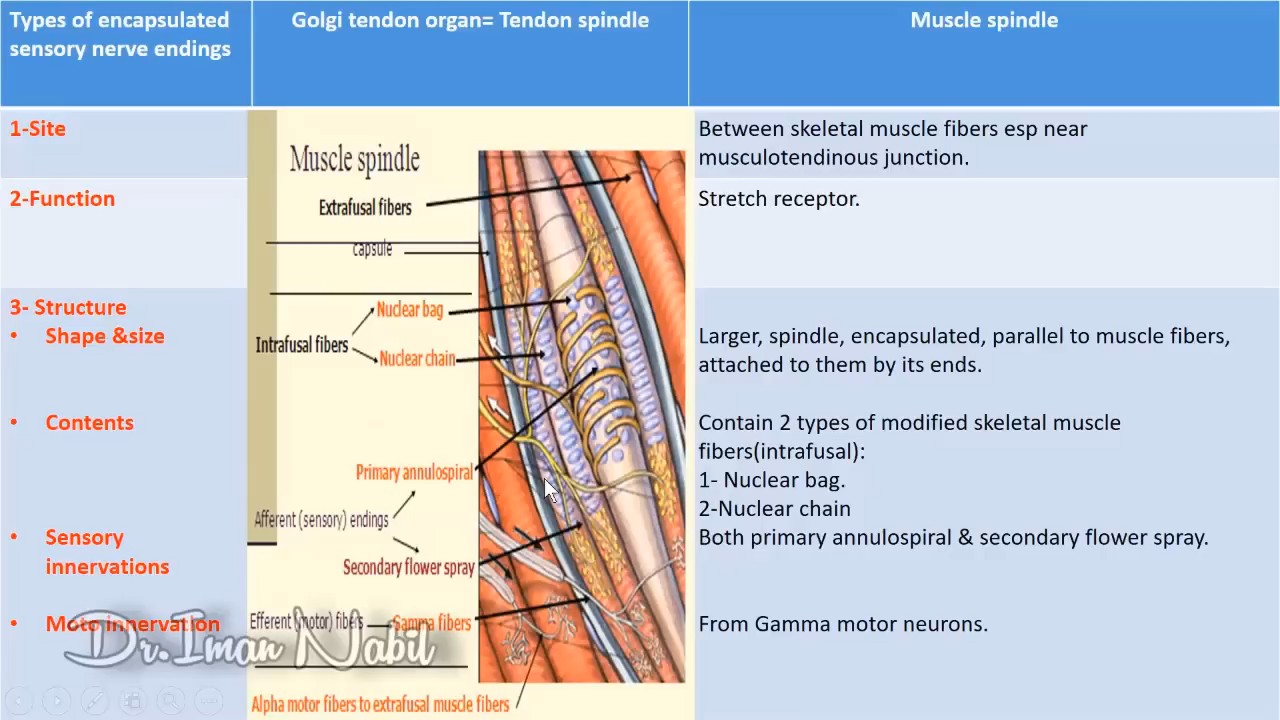 Types of encapsulated
sensory nerve endings
Golgi tendon organ= Tendon spindle
Muscle spindle
1-Site
Between skeletal muscle fibers esp near
musculotendinous junction.
2-Function
Stretch receptor.
3- Structure
• Shape &size
Larger, spindle, encapsulated, parallel to muscle fibers,
attached to them by its ends.
• Contents
Contain 2 types of modified skeletal muscle
fibers(intrafusal):
1- Nuclear bag.
2-Nuclear chain
• Sensory
innervations
Both primary annulospiral & secondary flower spray.
• Moto innervation
From Gamma motor neurons.
Muscle spindle
Extrafusal fibers
capsule
Nuclear bag
Intrafusal fibers
Nuclear chain
Primary annulospiral
Afferent (sensory) endings
Secondary flower spray
Efferent (motor) fibers
Gamma fibers
Alpha motor fibers to extrafusal muscle fibers
Dr.Iman Nabil